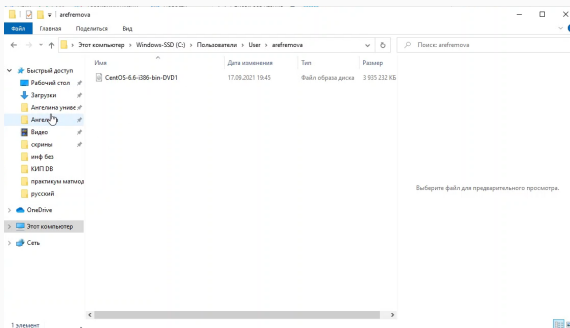 arefremova
Файл Главная Поделиться Вид
Этот компьютер › Windows-SSD (C:) › Пользователи › User › arefremova
Поиск: arefremova
Имя Дата изменения Тип Размер
CentOS-6.6-i386-bin-DVD1 17.09.2021 19:45 Файл образа диска 3 935 232 КБ
Быстрый доступ
Рабочий стол
Загрузки
Ангелина униве
Видео
скрины
инф без
КИП DB
практикум матмод
русский
OneDrive
Этот компьютер
Сеть
Выберите файл для предварительного просмотра.
1 элемент